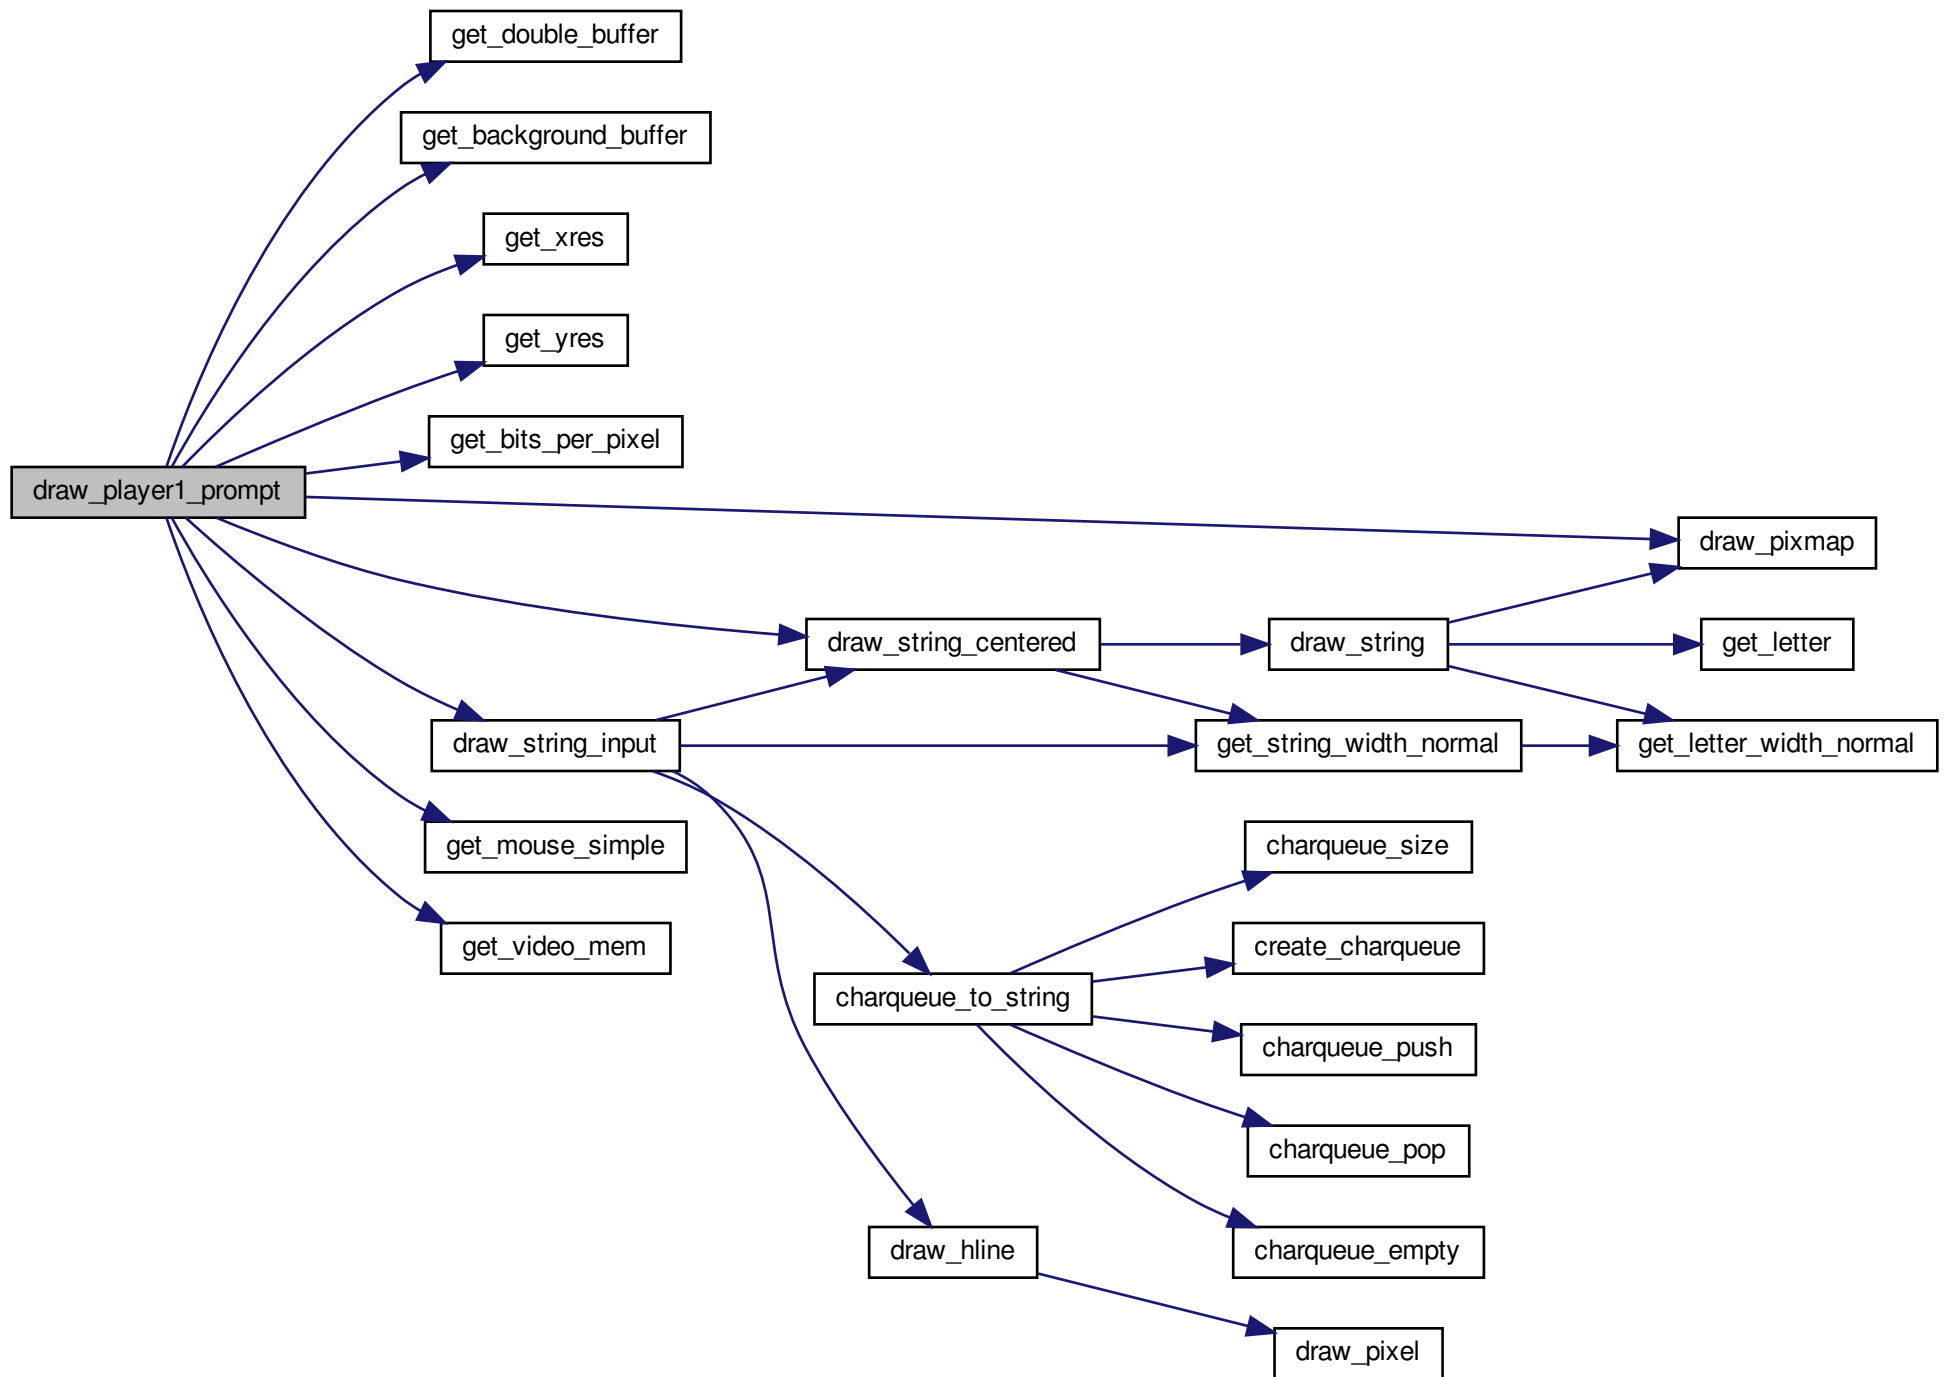 get_double_buffer
get_background_buffer
get_xres
get_yres
get_bits_per_pixel
draw_player1_prompt
draw_pixmap
draw_string_centered
draw_string
get_letter
draw_string_input
get_string_width_normal
get_letter_width_normal
get_mouse_simple
charqueue_size
get_video_mem
create_charqueue
charqueue_to_string
charqueue_push
charqueue_pop
draw_hline
charqueue_empty
draw_pixel